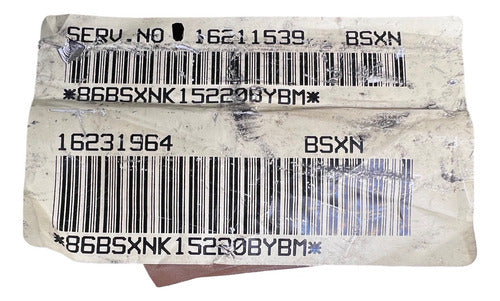 SERV.NO 16211539 BSXN
*86BSXNK15220BYBM*
16231964 BSXN
*86BSXNK15220BYBM*